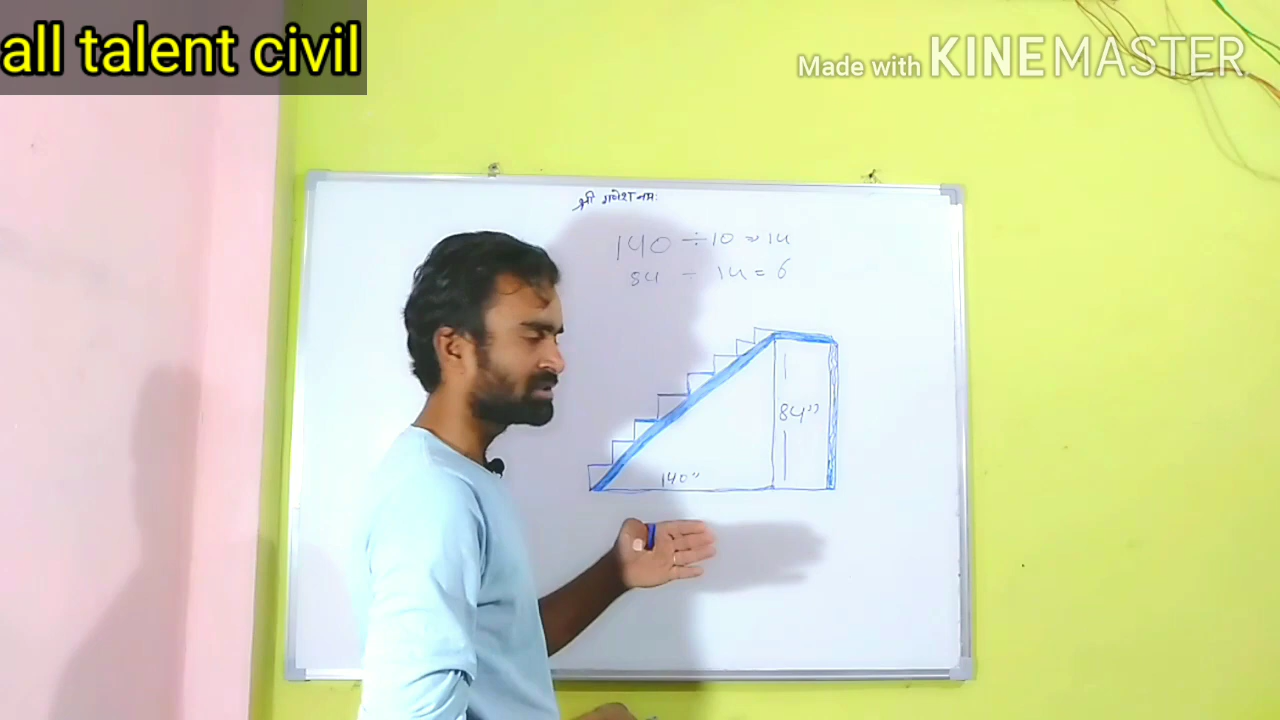 all talent civil
Made with KINEMASTER
श्री गणेश नमः
140 ÷ 10 = 14
84 ÷ 14 = 6
84"
140"